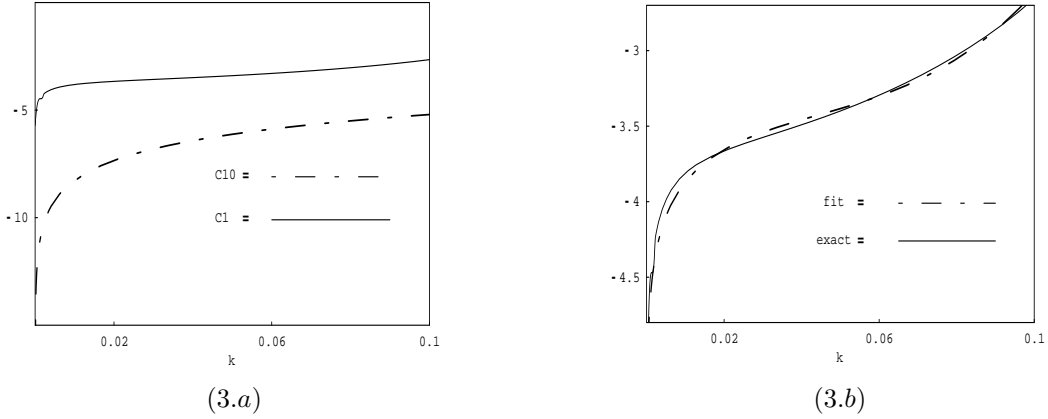 -5
C10 =
C1 =
-10
0.02 0.06 0.1
k
(3.a)
-3
-3.5
-4
fit =
exact =
-4.5
0.02 0.06 0.1
k
(3.b)